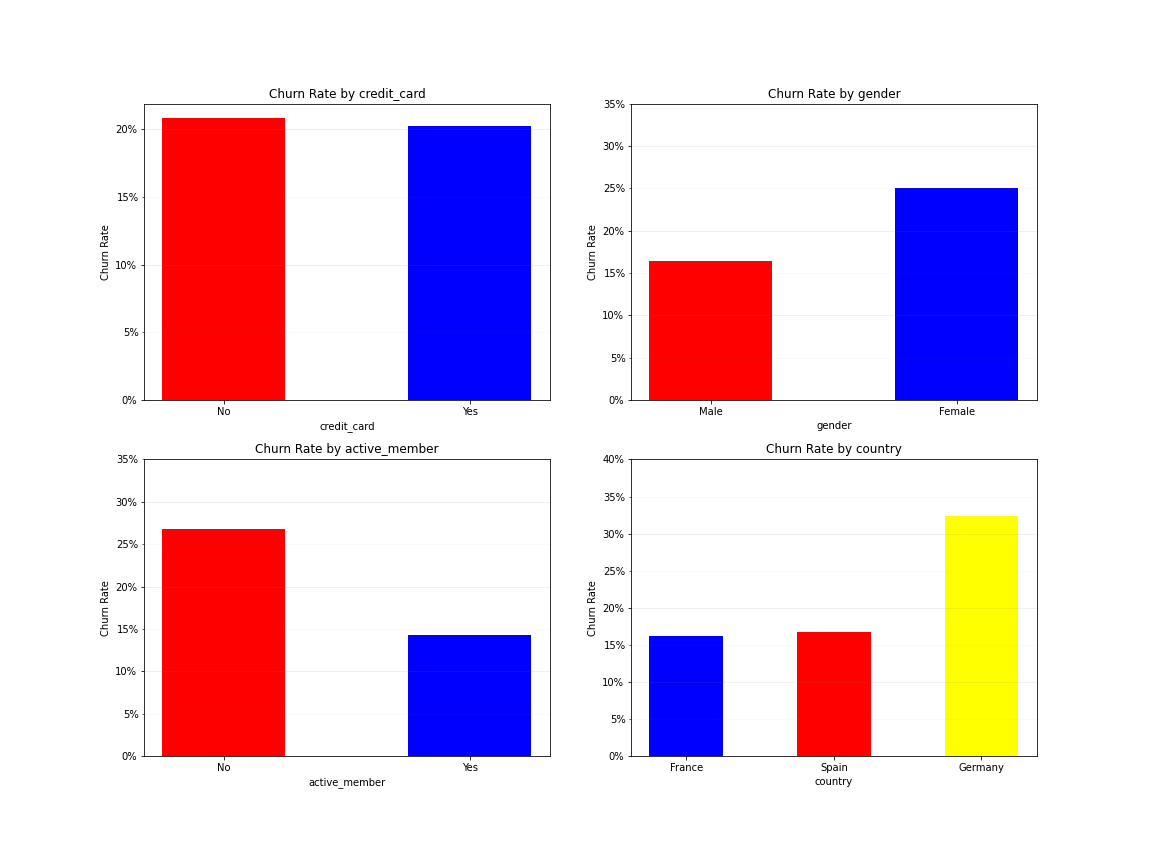 Churn Rate by credit_card
20%
15%
10%
5%
0%
Churn Rate
No
Yes
credit_card
Churn Rate by gender
35%
30%
25%
20%
15%
10%
5%
0%
Churn Rate
Male
Female
gender
Churn Rate by active_member
35%
30%
25%
20%
15%
10%
5%
0%
Churn Rate
No
Yes
active_member
Churn Rate by country
40%
35%
30%
25%
20%
15%
10%
5%
0%
Churn Rate
France
Spain
Germany
country